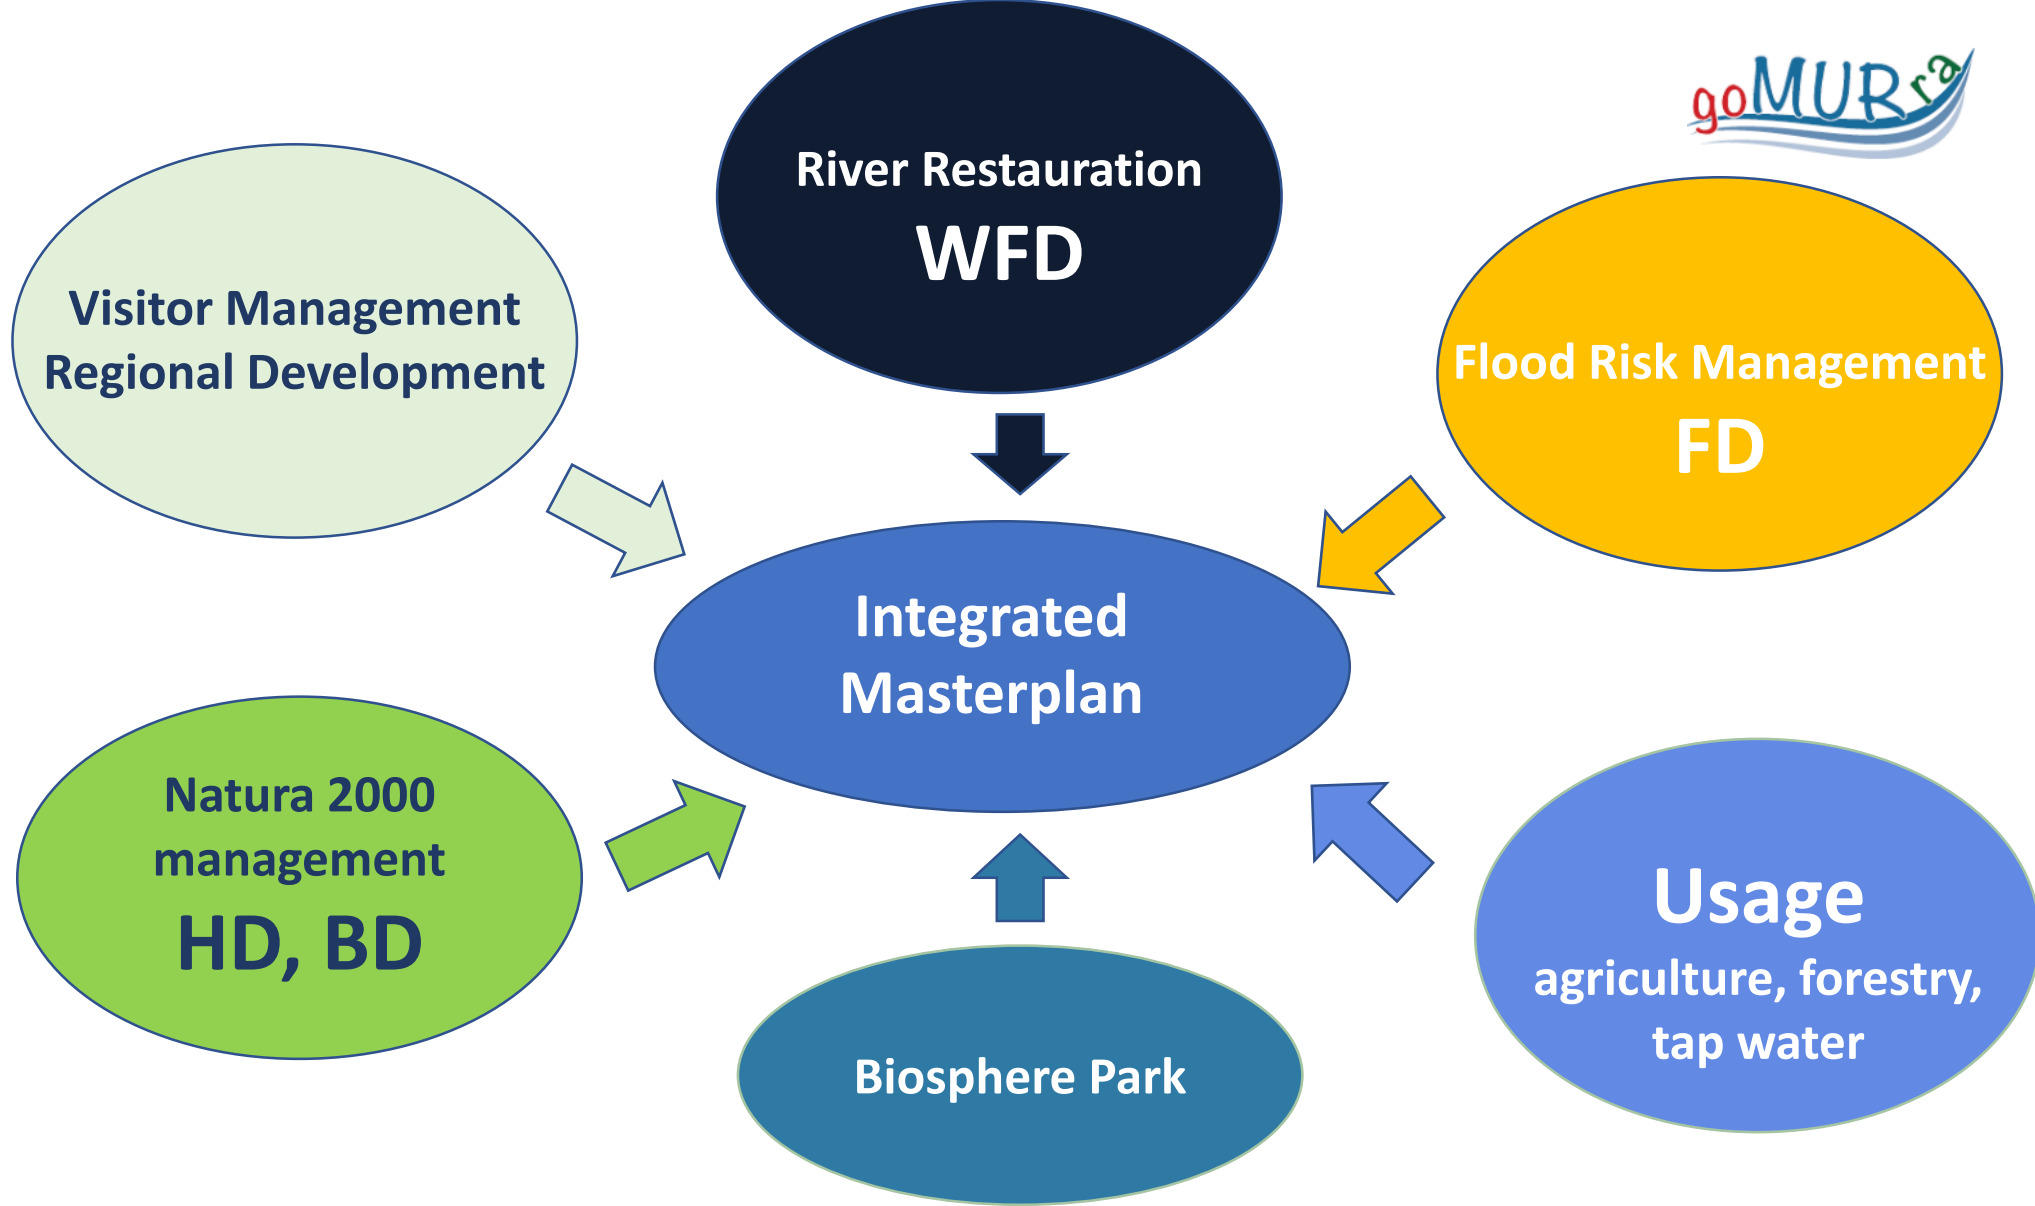 goMURra
River Restauration
WFD
Visitor Management
Regional Development
Flood Risk Management
FD
Integrated
Masterplan
Natura 2000
management
HD, BD
Usage
agriculture, forestry,
tap water
Biosphere Park